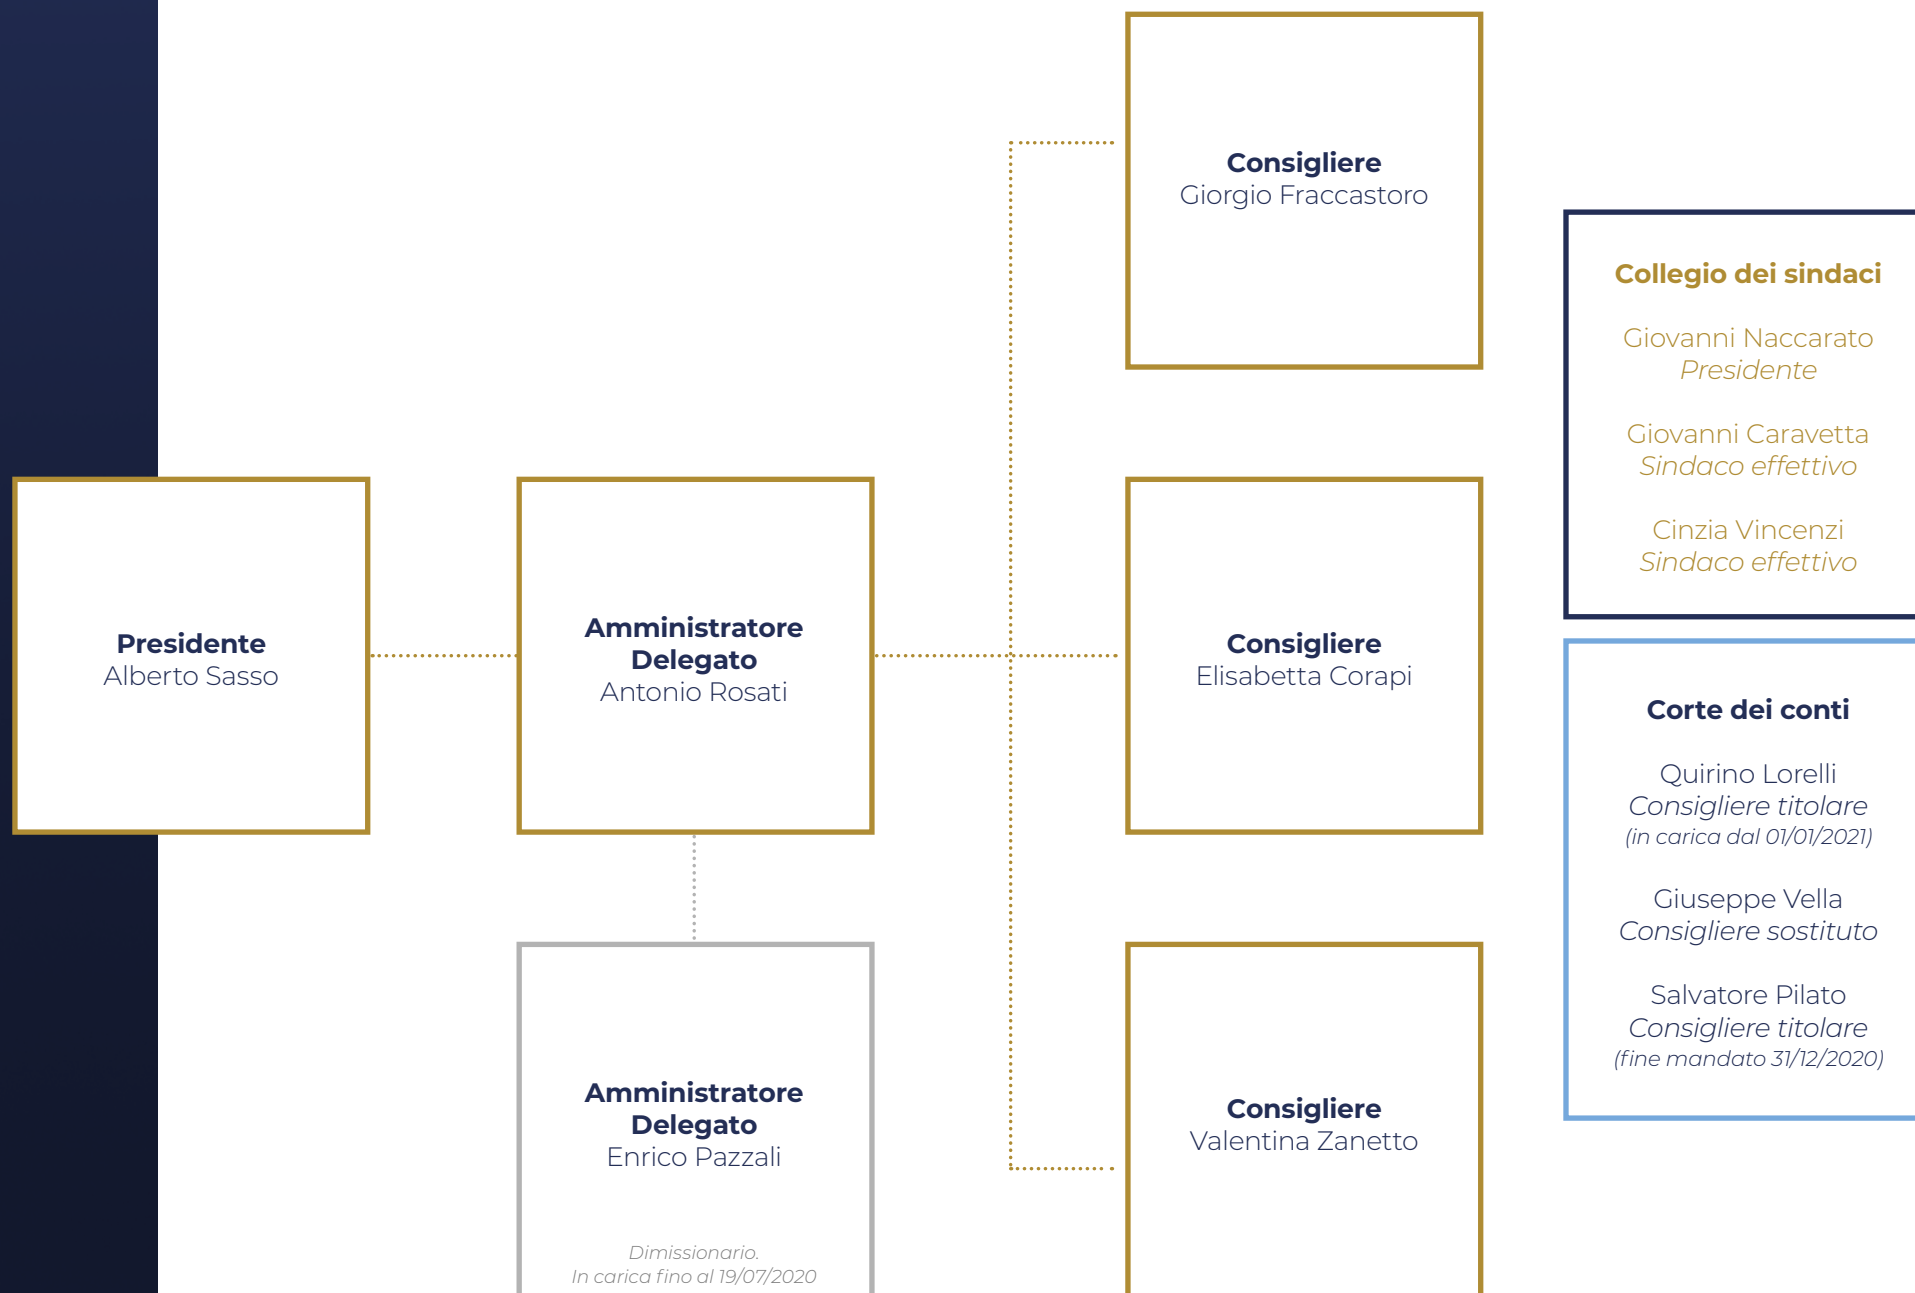 Presidente
Alberto Sasso
Amministratore
Delegato
Antonio Rosati
Amministratore
Delegato
Enrico Pazzali
Dimissionario.
In carica fino al 19/07/2020
Consigliere
Giorgio Fraccastoro
Consigliere
Elisabetta Corapi
Consigliere
Valentina Zanetto
Collegio dei sindaci
Giovanni Naccarato
Presidente
Giovanni Caravetta
Sindaco effettivo
Cinzia Vincenzi
Sindaco effettivo
Corte dei conti
Quirino Lorelli
Consigliere titolare
(in carica dal 01/01/2021)
Giuseppe Vella
Consigliere sostituto
Salvatore Pilato
Consigliere titolare
(fine mandato 31/12/2020)